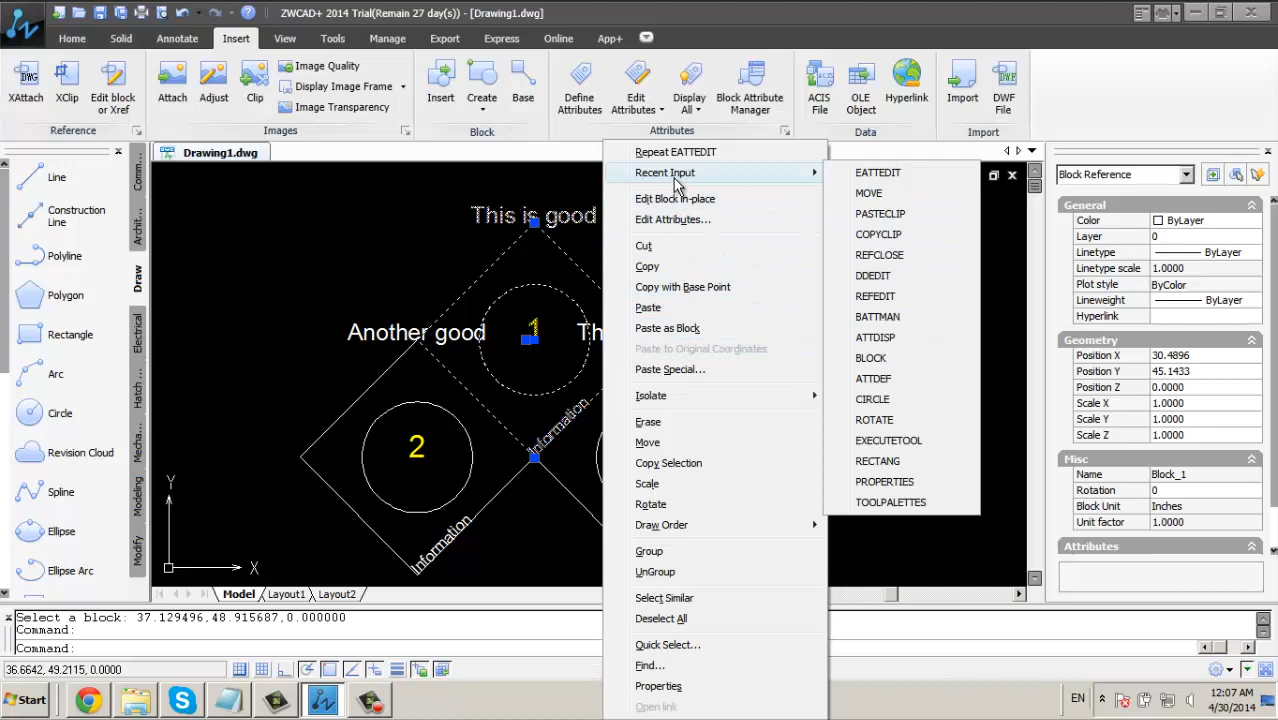 ZWCAD+ 2014 Trial(Remain 27 day(s)) - [Drawing1.dwg]
Home Solid Annotate Insert View Tools Manage Export Express Online App+
XAttach XClip Edit block or Xref
Attach Adjust Clip
Image Quality
Display Image Frame
Image Transparency
Insert Create Base
Define Attributes Edit Attributes Display All Block Attribute Manager
ACIS File OLE Object Hyperlink
Import DWF File
Reference Images Block Attributes Data Import
Drawing1.dwg
Line
Construction Line
Polyline
Polygon
Rectangle
Arc
Circle
Revision Cloud
Spline
Ellipse
Ellipse Arc
Comm...
Archit...
Draw
Electrical
Hatch ...
Mecha...
Modeling
Modify
This is good
Another good
Th
1
2
Information
Information
Y
X
Repeat EATTEDIT
Recent Input
Edit Block In-place
Edit Attributes...
Cut
Copy
Copy with Base Point
Paste
Paste as Block
Paste to Original Coordinates
Paste Special...
Isolate
Erase
Move
Copy Selection
Scale
Rotate
Draw Order
Group
UnGroup
Select Similar
Deselect All
Quick Select...
Find...
Properties
Open link
EATTEDIT
MOVE
PASTECLIP
COPYCLIP
REFCLOSE
DDEDIT
REFEDIT
BATTMAN
ATTDISP
BLOCK
ATTDEF
CIRCLE
ROTATE
EXECUTETOOL
RECTANG
PROPERTIES
TOOLPALETTES
Block Reference
General
Color ByLayer
Layer 0
Linetype ByLayer
Linetype scale 1.0000
Plot style ByColor
Lineweight ByLayer
Hyperlink
Geometry
Position X 30.4896
Position Y 45.1433
Position Z 0.0000
Scale X 1.0000
Scale Y 1.0000
Scale Z 1.0000
Misc
Name Block_1
Rotation 0
Block Unit Inches
Unit factor 1.0000
Attributes
Model Layout1 Layout2
Select a block: 37.129496,48.915687,0.000000
Command:
Command:
36.6642, 49.2115, 0.0000
Start
EN
12:07 AM
4/30/2014